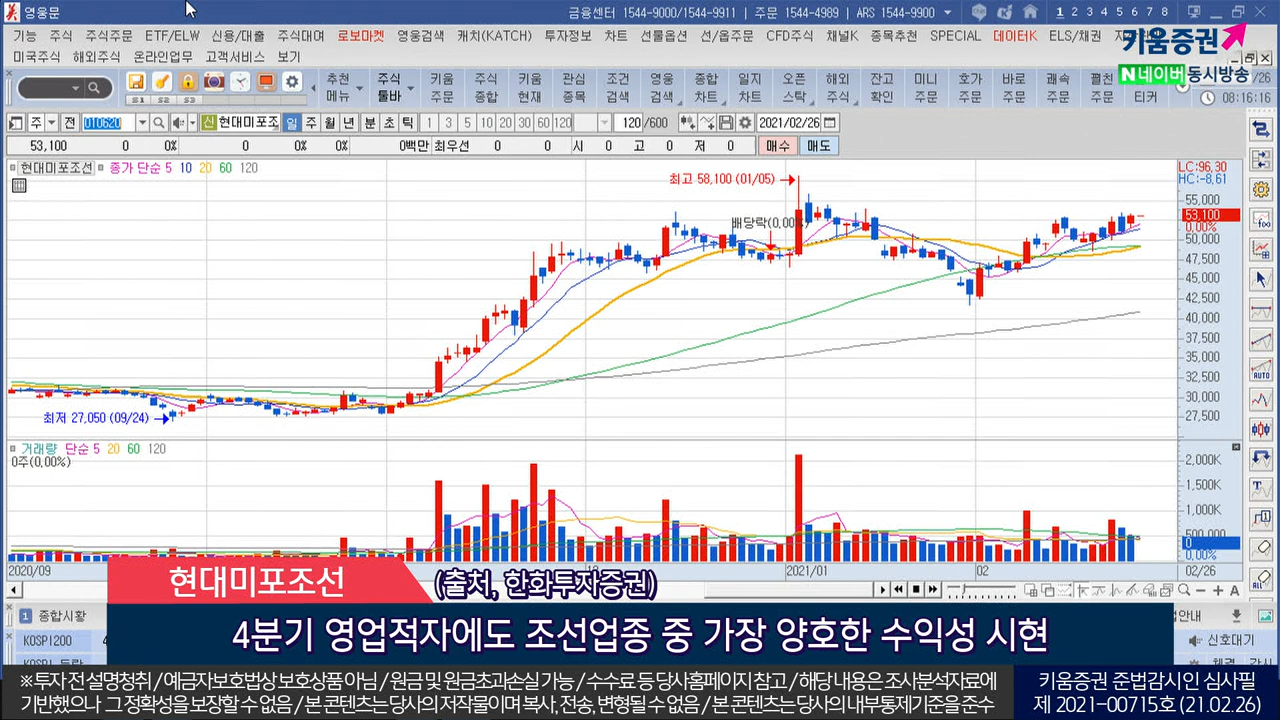 영웅문
금융센터 1544-9000/1544-9911 | 주문 1544-4989 | ARS 1544-9900
1 2 3 4 5 6 7 8
기능 주식 주식주문 ETF/ELW 신용/대출 주식대여 로보마켓 영웅검색 캐치(KATCH) 투자정보 차트 선물옵션 선/옵주문 CFD주식 채널K 종목추천 SPECIAL 데이터K ELS/채권
미국주식 해외주식 온라인업무 고객서비스 보기
키움증권
N네이버 동시방송
추천 메뉴
주식 툴바
키움 주문
주식 종합
키움 현재
관심 종목
조건 검색
영웅 검색
종합 차트
일지 차트
오픈 스탁
해외 주식
잔고 확인
미니 주문
호가 주문
바로 주문
쾌속 주문
펄친 주문
티커
/26
08:16:16
S1 S2 S3
주 전 010620 신 현대미포조 일 주 월 년 분 초 틱 1 3 5 10 20 30 60 120 120 /600 2021/02/26
53,100 0 0% 0 0% 0% 0백만 최우선 0 0 시 0 고 0 저 0 매수 매도
현대미포조선 종가 단순 5 10 20 60 120
LC:96,30
HC:-8,61
최고 58,100 (01/05)
배당락(0,00%)
최저 27,050 (09/24)
55,000
53,100
0,00%
50,000
47,500
45,000
42,500
40,000
37,500
35,000
32,500
30,000
27,500
거래량 단순 5 20 60 120
0주(0,00%)
2,000K
1,500K
1,000K
500,000
0
0,00%
2020/09
2021/01
02
02/26
현대미포조선
(출처, 한화투자증권)
4분기 영업적자에도 조선업종 중 가장 양호한 수익성 시현
1 종합시황
KOSPI200
신호대기
※ 투자 전 설명청취 / 예금자보호법상 보호상품 아님 / 원금 및 원금초과손실 가능 / 수수료 등 당사홈페이지 참고 / 해당 내용은 조사분석자료에
기반했으나 그 정확성을 보장할 수 없음 / 본 콘텐츠는 당사의 저작물이며 복사, 전송, 변형될 수 없음 / 본 콘텐츠는 당사의 내부통제기준을 준수
키움증권 준법감시인 심사필
제 2021-00715호 (21.02.26)